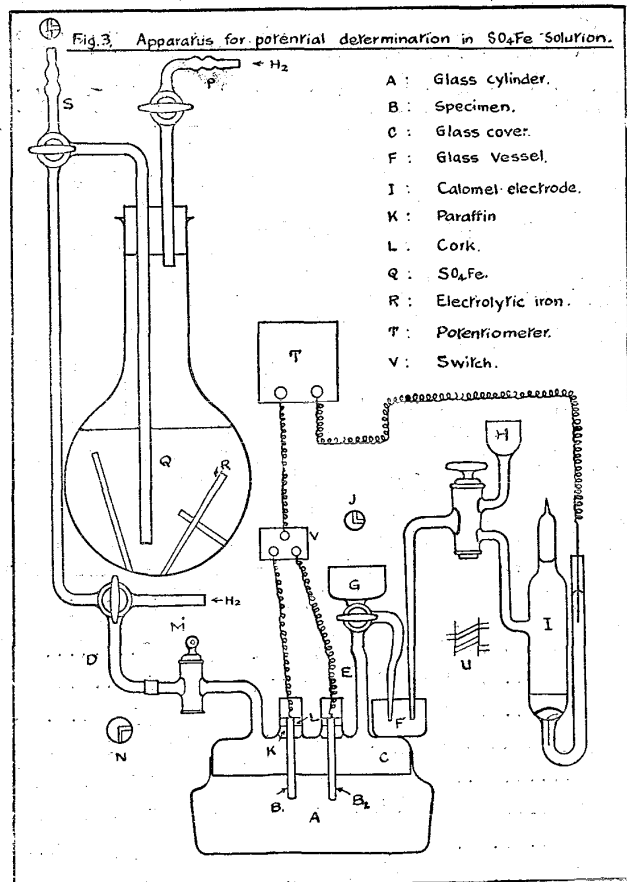 Fig.3. Apparatus for potential determination in SO₄Fe Solution.
S
P
← H₂
A : Glass cylinder.
B : Specimen.
C : Glass cover.
F : Glass Vessel.
I : Calomel electrode.
K : Paraffin
L : Cork.
Q : SO₄Fe.
R : Electrolytic iron.
T : Potentiometer.
V : Switch.
T
H
Q
R
J
V
G
← H₂
M
I
D
E
U
F
L
N
K
C
B₁
A
B₂